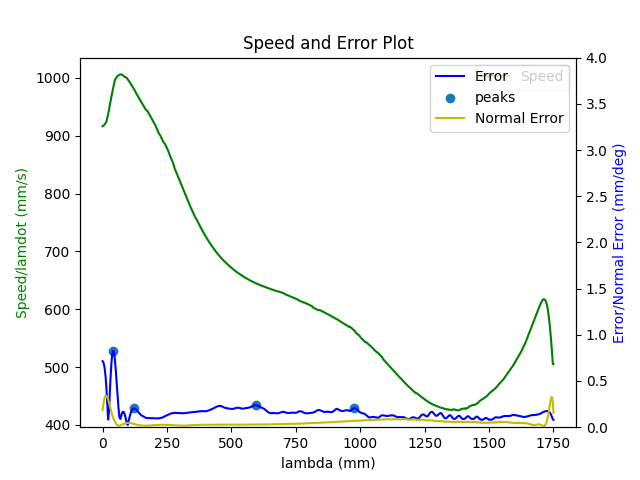 Speed and Error Plot
Error
Speed
peaks
Normal Error
1000
900
800
700
600
500
400
Speed/lamdot (mm/s)
4.0
3.5
3.0
2.5
2.0
1.5
1.0
0.5
0.0
Error/Normal Error (mm/deg)
0 250 500 750 1000 1250 1500 1750
lambda (mm)